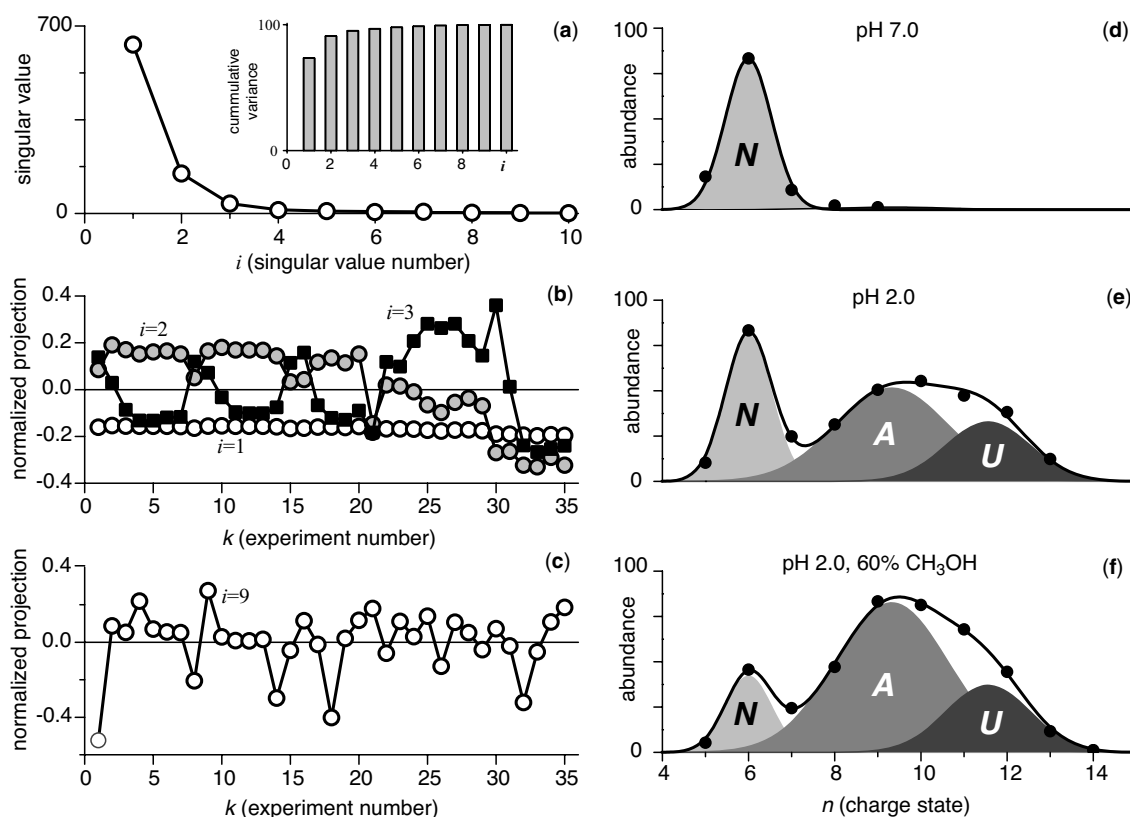 700
singular value
0
0
2
4
6
8
10
i (singular value number)
(a)
100
cummulative
variance
0
0
2
4
6
8
i
(b)
0.4
0.2
0.0
-0.2
-0.4
normalized projection
i=2
i=3
i=1
0
5
10
15
20
25
30
35
k (experiment number)
(c)
0.4
0.0
-0.4
normalized projection
i=9
0
5
10
15
20
25
30
35
k (experiment number)
pH 7.0
(d)
100
abundance
0
N
pH 2.0
(e)
100
abundance
0
N
A
U
pH 2.0, 60% CH3OH
(f)
100
abundance
0
N
A
U
4
6
8
10
12
14
n (charge state)